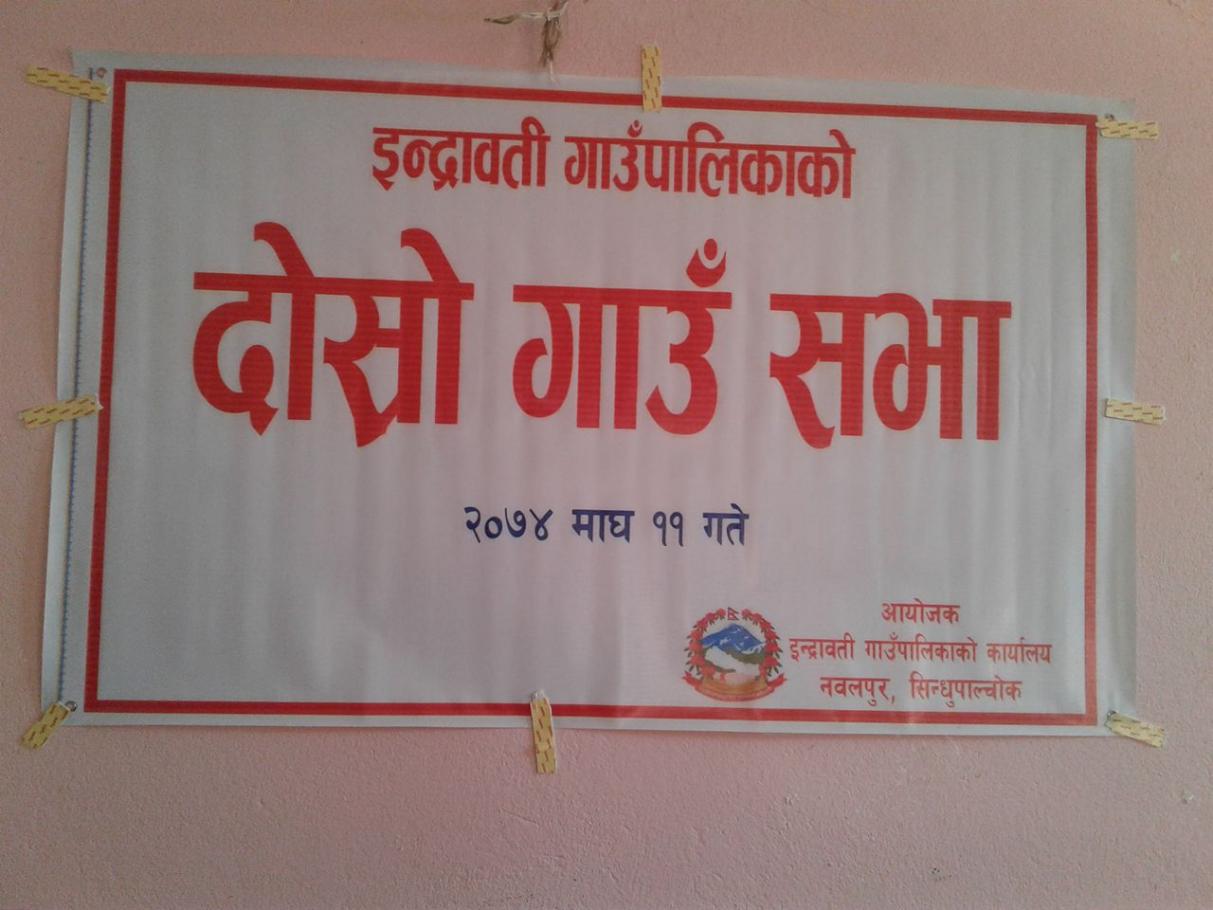 इन्द्रावती गाउँपालिकाको
दोस्रो गाउँ सभा
२०७४ माघ ११ गते
आयोजक
इन्द्रावती गाउँपालिकाको कार्यालय
नवलपुर, सिन्धुपाल्चोक